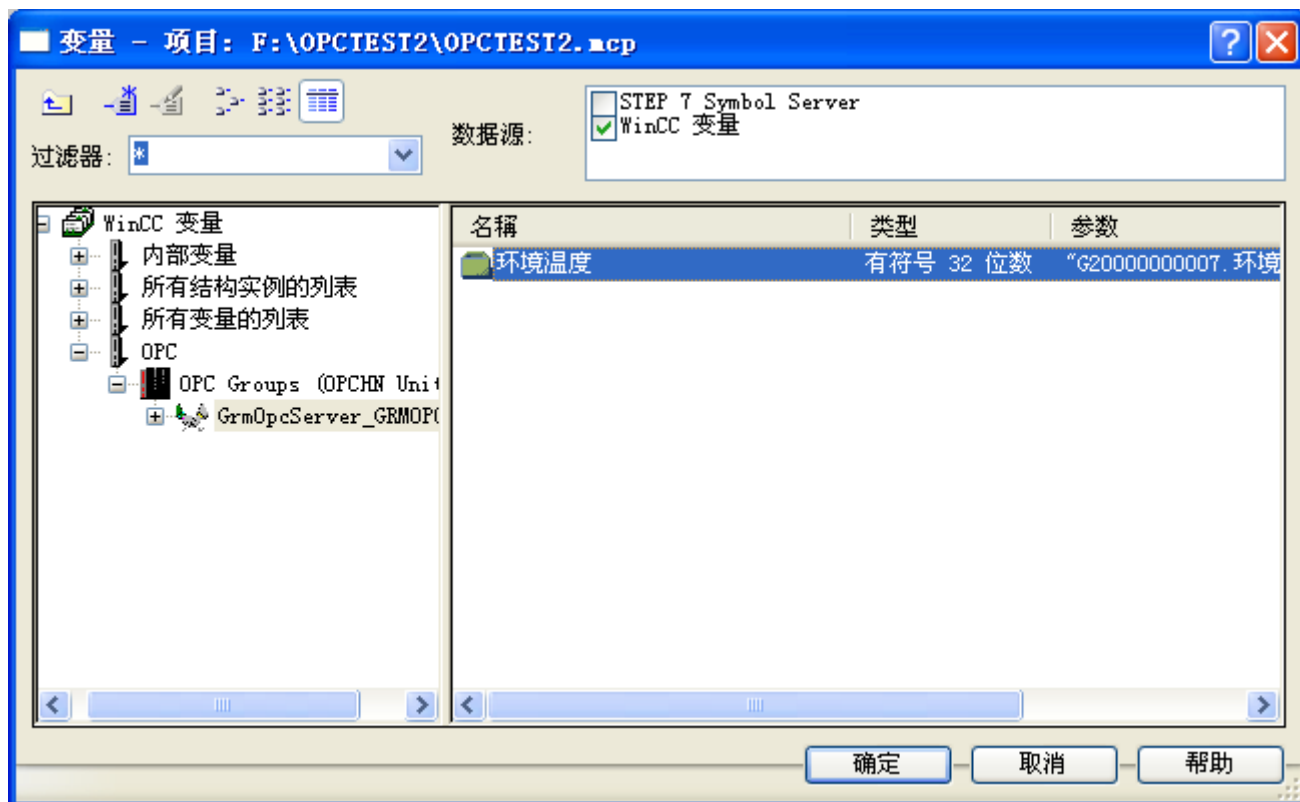 变量 - 项目: F:\OPCTEST2\OPCTEST2.mcp
STEP 7 Symbol Server
WinCC 变量
数据源:
过滤器: *
WinCC 变量
内部变量
所有结构实例的列表
所有变量的列表
OPC
OPC Groups (OPCHN Unit
GrmOpcServer_GRMOPC
名稱 类型 参数
环境温度 有符号 32 位数 "G20000000007.环境
确定 取消 帮助